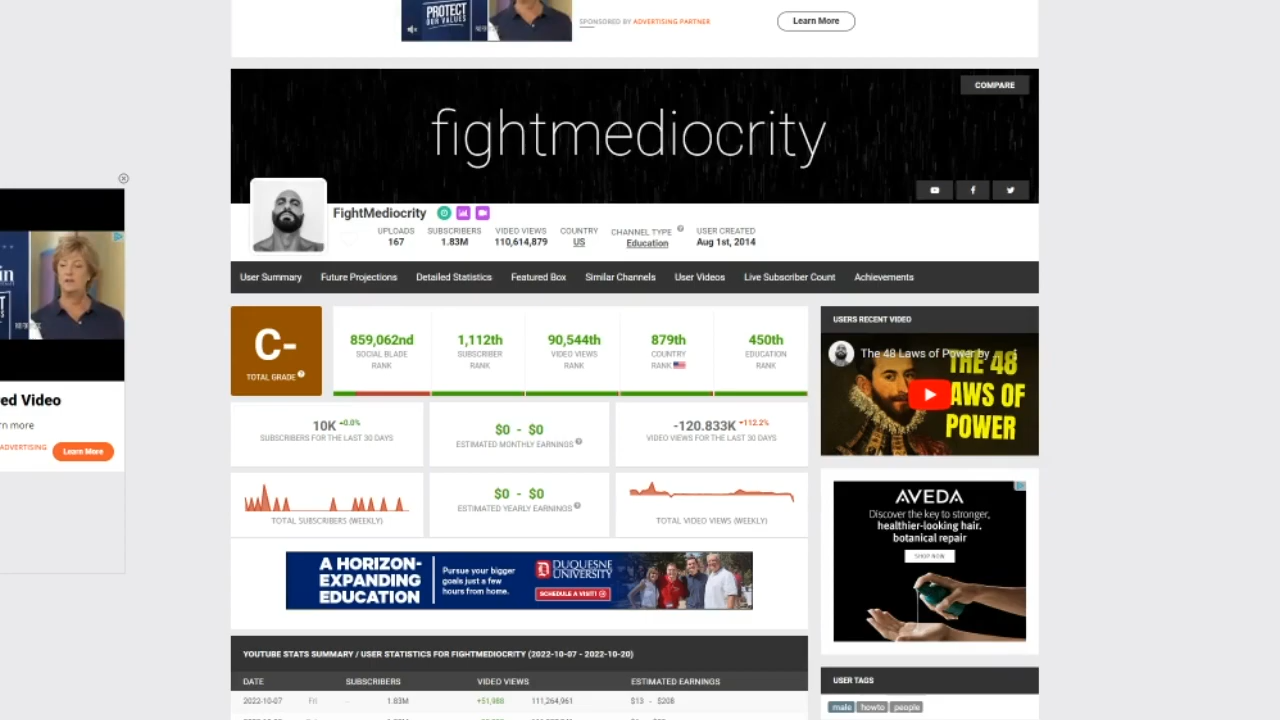 PROTECT
OUR VALUES
SPONSORED BY ADVERTISING PARTNER
Learn More
COMPARE
fightmediocrity
FightMediocrity
UPLOADS
167
SUBSCRIBERS
1.83M
VIDEO VIEWS
110,614,879
COUNTRY
US
CHANNEL TYPE
Education
USER CREATED
Aug 1st, 2014
User Summary
Future Projections
Detailed Statistics
Featured Box
Similar Channels
User Videos
Live Subscriber Count
Achievements
C-
TOTAL GRADE
859,062nd
SOCIAL BLADE
RANK
1,112th
SUBSCRIBER
RANK
90,544th
VIDEO VIEWS
RANK
879th
COUNTRY
RANK
450th
EDUCATION
RANK
10K +0.0%
SUBSCRIBERS FOR THE LAST 30 DAYS
$0 - $0
ESTIMATED MONTHLY EARNINGS
-120.833K -112.2%
VIDEO VIEWS FOR THE LAST 30 DAYS
TOTAL SUBSCRIBERS (WEEKLY)
$0 - $0
ESTIMATED YEARLY EARNINGS
TOTAL VIDEO VIEWS (WEEKLY)
A HORIZON-
EXPANDING
EDUCATION
Pursue your bigger
goals just a few
hours from home.
DUQUESNE
UNIVERSITY
SCHEDULE A VISIT!
YOUTUBE STATS SUMMARY / USER STATISTICS FOR FIGHTMEDIOCRITY (2022-10-07 - 2022-10-20)
DATE
SUBSCRIBERS
VIDEO VIEWS
ESTIMATED EARNINGS
2022-10-07
Fri
1.83M
+51,988
111,264,961
$13 - $208
USERS RECENT VIDEO
The 48 Laws of Power by
THE 48
LAWS OF
POWER
AVEDA
Discover the key to stronger,
healthier-looking hair.
botanical repair
SHOP NOW
USER TAGS
male
howto
people
ed Video
rn more
ADVERTISING
Learn More